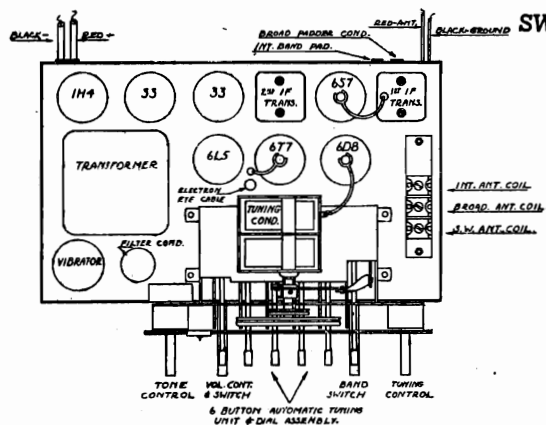 BLACK-
RED+
BROAD PADDER COND.
INT. BAND PAD.
RED-ANT.
BLACK-GROUND
SW
1H4
33
33
2ND IF
TRANS.
6S7
1ST IF
TRANS.
TRANSFORMER
6L5
6T7
6D8
ELECTRON
EYE CABLE
TUNING
COND.
INT. ANT. COIL
BROAD. ANT. COIL
S.W. ANT. COIL.
VIBRATOR
FILTER COND.
TONE
CONTROL
VOL. CONT.
& SWITCH
BAND
SWITCH
TUNING
CONTROL
6 BUTTON AUTOMATIC TUNING
UNIT & DIAL ASSEMBLY.